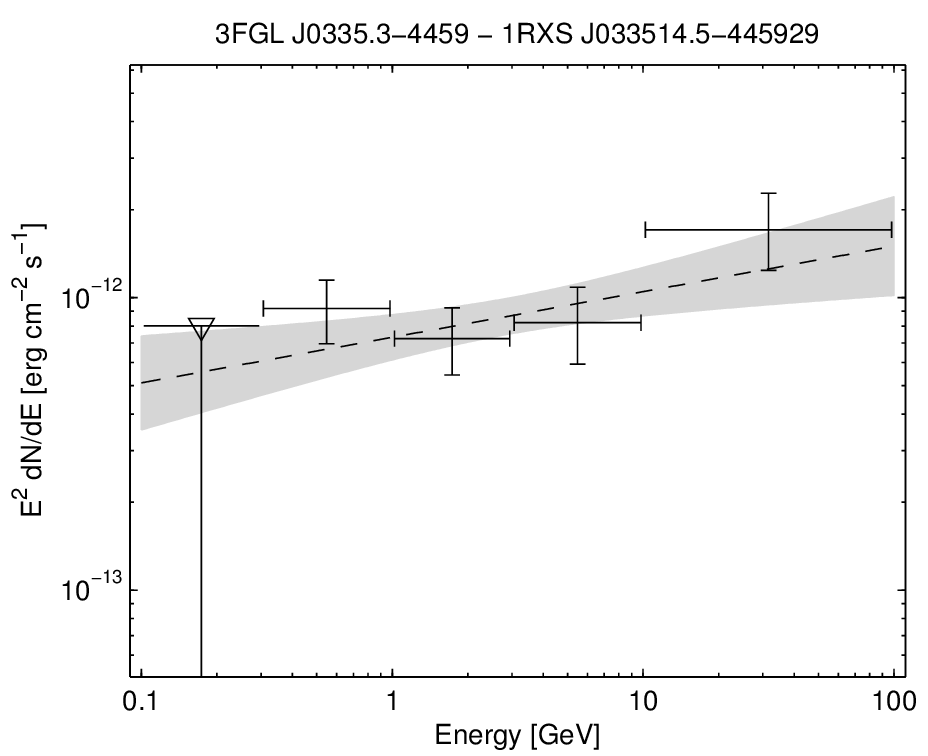 3FGL J0335.3−4459 − 1RXS J033514.5−445929
E² dN/dE [erg cm⁻² s⁻¹]
10⁻¹²
10⁻¹³
0.1 1 10 100
Energy [GeV]